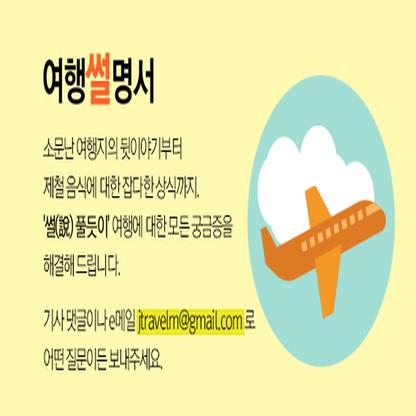 여행썰명서
소문난 여행지의 뒷이야기부터
제철 음식에 대한 잡다한 상식까지.
'썰(說) 풀듯이' 여행에 대한 모든 궁금증을
해결해 드립니다.
기사 댓글이나 e메일 jtravelm@gmail.com로
어떤 질문이든 보내주세요.